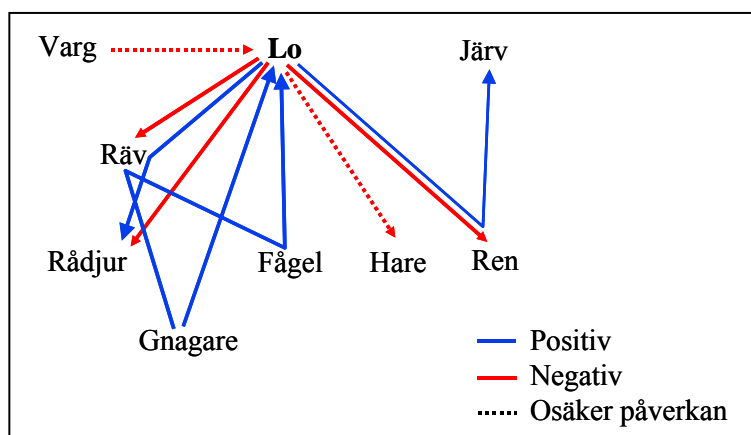 Varg
Lo
Järv
Räv
Rådjur
Fågel
Hare
Ren
Gnagare
Positiv
Negativ
Osäker påverkan